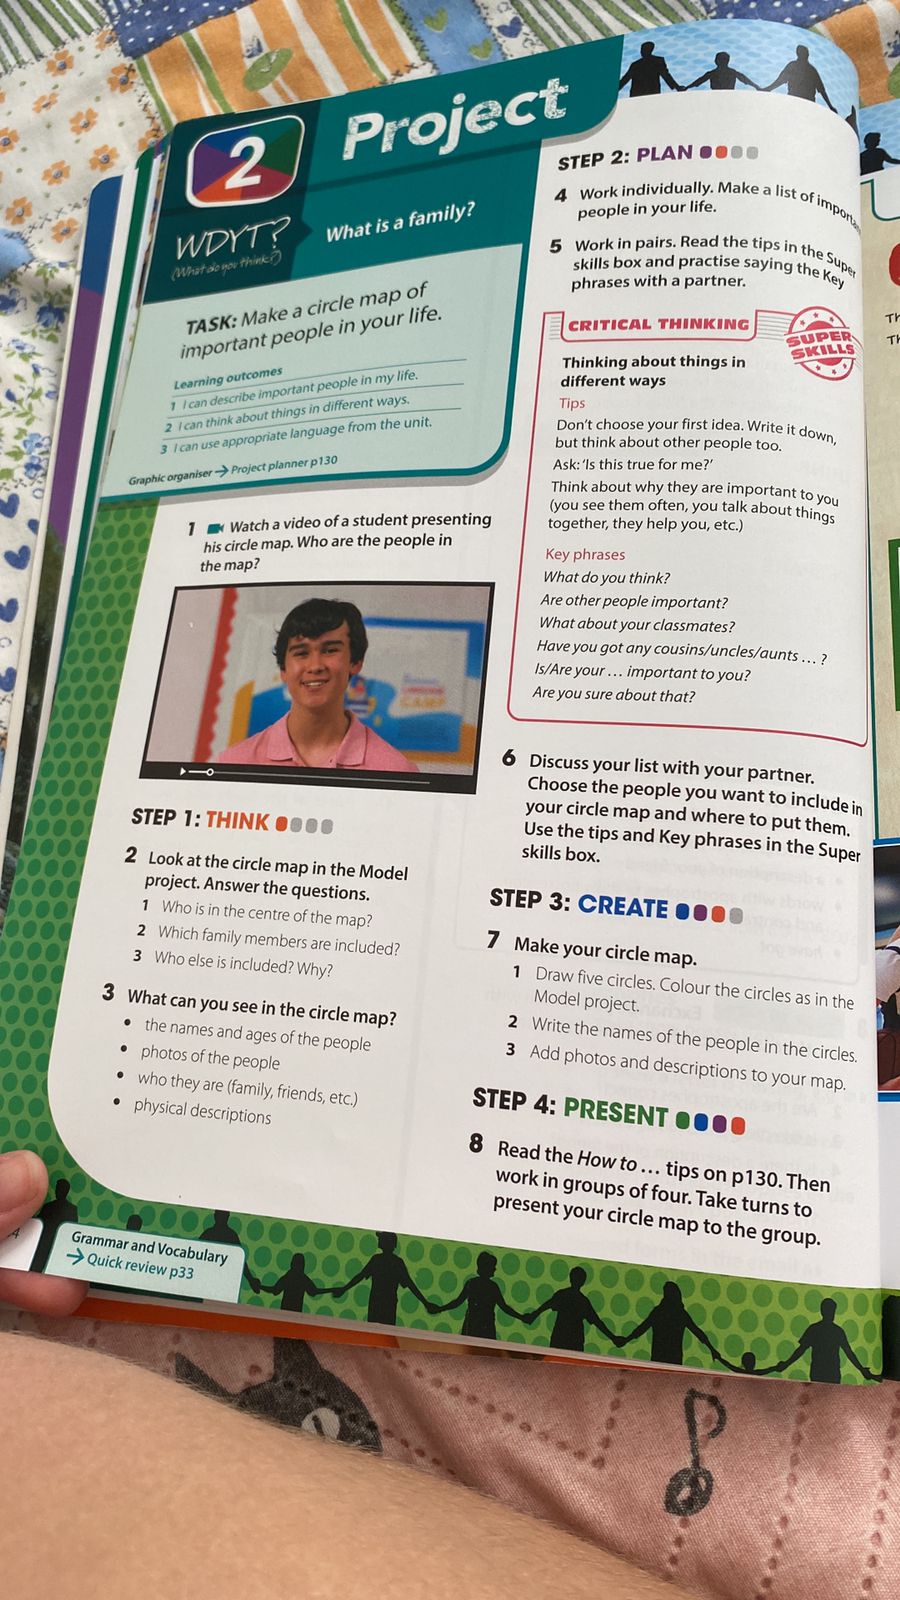 2
Project
WDYT?
(What do you think?)
What is a family?
TASK: Make a circle map of
important people in your life.
Learning outcomes
1 I can describe important people in my life.
2 I can think about things in different ways.
3 I can use appropriate language from the unit.
Graphic organiser → Project planner p130
1 Watch a video of a student presenting
his circle map. Who are the people in
the map?
CAMP
STEP 1: THINK
2 Look at the circle map in the Model
project. Answer the questions.
1 Who is in the centre of the map?
2 Which family members are included?
3 Who else is included? Why?
3 What can you see in the circle map?
• the names and ages of the people
• photos of the people
• who they are (family, friends, etc.)
• physical descriptions
4
Grammar and Vocabulary
→ Quick review p33
STEP 2: PLAN
4 Work individually. Make a list of
people in your life.
5 Work in pairs. Read the tips in the Super
skills box and practise saying the Key
phrases with a partner.
CRITICAL THINKING
SUPER
SKILLS
Thinking about things in
different ways
Tips
Don't choose your first idea. Write it down,
but think about other people too.
Ask: 'Is this true for me?'
Think about why they are important to you
(you see them often, you talk about things
together, they help you, etc.)
Key phrases
What do you think?
Are other people important?
What about your classmates?
Have you got any cousins/uncles/aunts … ?
Is/Are your … important to you?
Are you sure about that?
6 Discuss your list with your partner.
Choose the people you want to include in
your circle map and where to put them.
Use the tips and Key phrases in the Super
skills box.
STEP 3: CREATE
7 Make your circle map.
1 Draw five circles. Colour the circles as in the
Model project.
2 Write the names of the people in the circles.
3 Add photos and descriptions to your map.
STEP 4: PRESENT
8 Read the How to … tips on p130. Then
work in groups of four. Take turns to
present your circle map to the group.